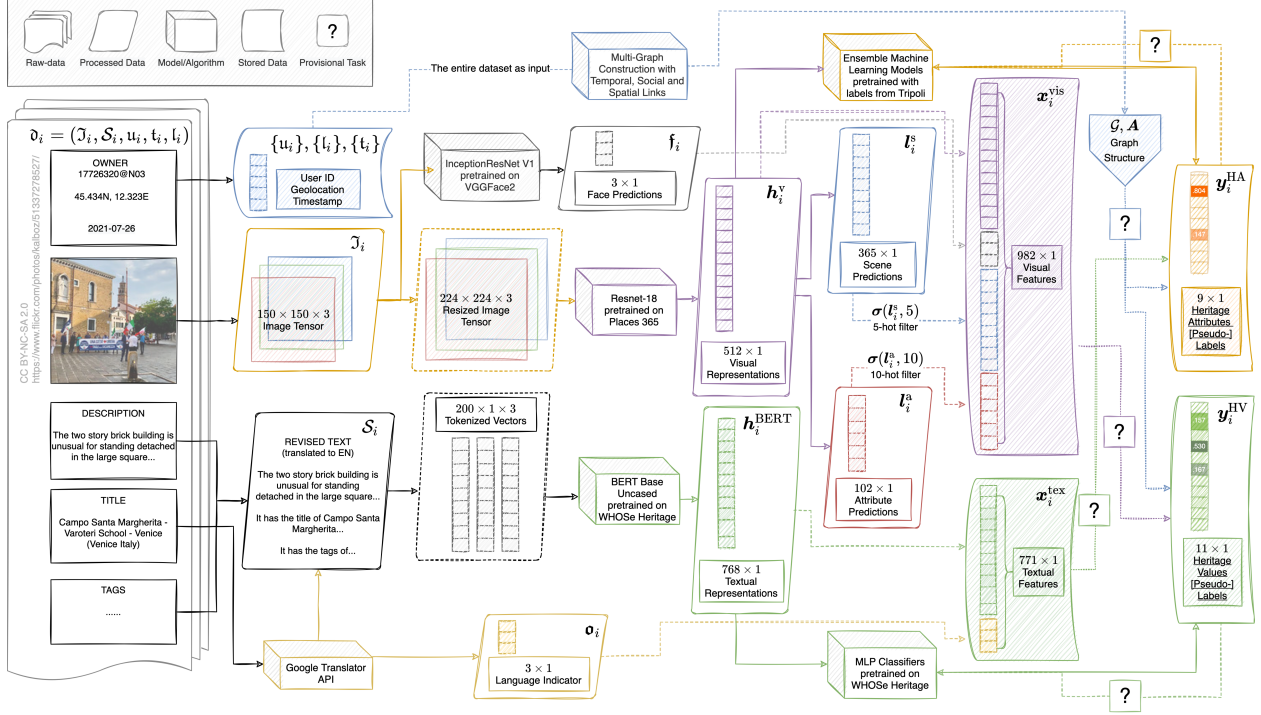 ?
Raw-data
Processed Data
Model/Algorithm
Stored Data
Provisional Task
𝔡ᵢ = (ℑᵢ, 𝒮ᵢ, 𝔲ᵢ, 𝔱ᵢ, 𝔩ᵢ)
OWNER
17726320@N03
45.434N, 12.323E
2021-07-26
CC BY-NC-SA 2.0
https://www.flickr.com/photos/kalboz/51337278527/
DESCRIPTION
The two story brick building is
unusual for standing detached
in the large square...
TITLE
Campo Santa Margherita -
Varoteri School - Venice
(Venice Italy)
TAGS
......
The entire dataset as input
{𝔲ᵢ}, {𝔩ᵢ}, {𝔱ᵢ}
User ID
Geolocation
Timestamp
ℑᵢ
150 × 150 × 3
Image Tensor
𝒮ᵢ
REVISED TEXT
(translated to EN)
The two story brick building is
unusual for standing
detached in the large square...
It has the title of Campo Santa
Margherita...
It has the tags of...
Google Translator
API
InceptionResNet V1
pretrained on
VGGFace2
𝔣ᵢ
3 × 1
Face Predictions
224 × 224 × 3
Resized Image
Tensor
200 × 1 × 3
Tokenized Vectors
𝔬ᵢ
3 × 1
Language Indicator
Multi-Graph
Construction with
Temporal, Social and
Spatial Links
Resnet-18
pretrained on
Places 365
BERT Base
Uncased
pretrained on
WHOSe Heritage
hᵢᵛ
512 × 1
Visual Representations
hᵢᴮᴱᴿᵀ
768 × 1
Textual
Representations
Ensemble Machine
Learning Models
pretrained with
labels from Tripoli
lᵢˢ
365 × 1
Scene
Predictions
σ(lᵢˢ, 5)
5-hot filter
σ(lᵢᵃ, 10)
10-hot filter
lᵢᵃ
102 × 1
Attribute
Predictions
MLP Classifiers
pretrained on
WHOSe Heritage
xᵢᵛⁱˢ
982 × 1
Visual
Features
xᵢᵗᵉˣ
771 × 1
Textual
Features
?
𝒢, A
Graph
Structure
?
?
?
?
yᵢᴴᴬ
.804
.147
9 × 1
Heritage
Attributes
[Pseudo-]
Labels
yᵢᴴⱽ
.157
.530
.167
11 × 1
Heritage
Values
[Pseudo-]
Labels